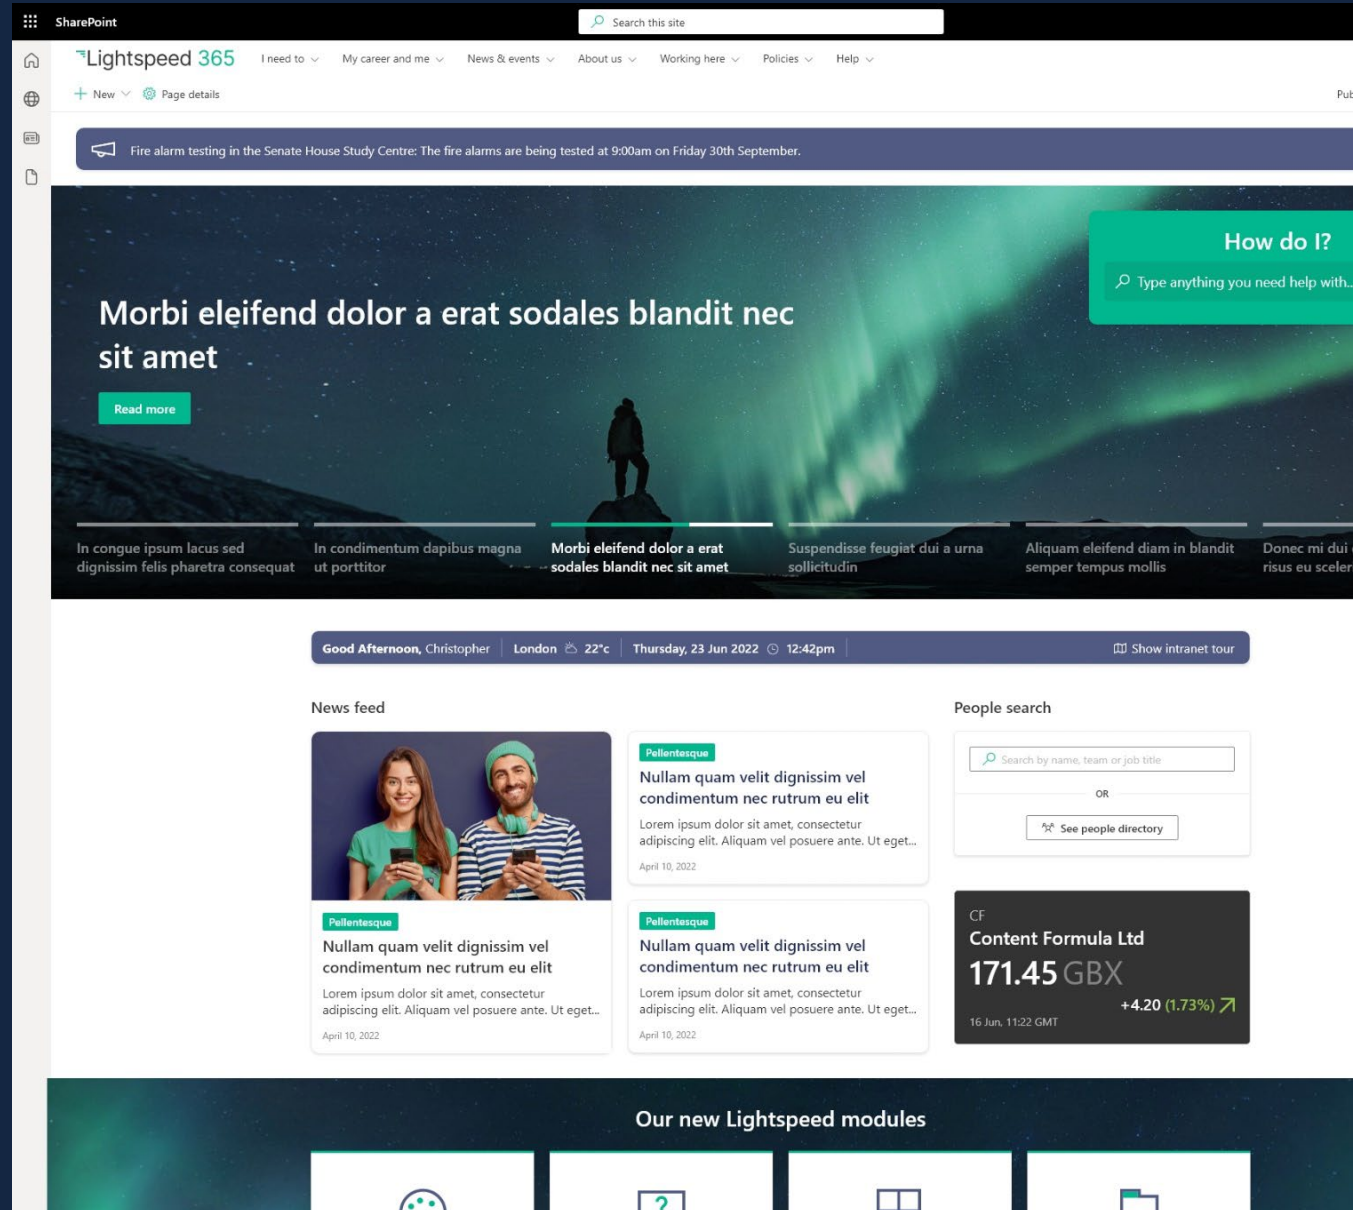 SharePoint
Search this site
Lightspeed 365
I need to
My career and me
News & events
About us
Working here
Policies
Help
New
Page details
Fire alarm testing in the Senate House Study Centre: The fire alarms are being tested at 9:00am on Friday 30th September.
How do I?
Type anything you need help with...
Morbi eleifend dolor a erat sodales blandit nec
sit amet
Read more
In congue ipsum lacus sed
dignissim felis pharetra consequat
In condimentum dapibus magna
ut porttitor
Morbi eleifend dolor a erat
sodales blandit nec sit amet
Suspendisse feugiat dui a urna
sollicitudin
Aliquam eleifend diam in blandit
semper tempus mollis
Donec mi dui
risus eu sceler
Good Afternoon, Christopher
London 22°c
Thursday, 23 Jun 2022 12:42pm
Show intranet tour
News feed
Pellentesque
Nullam quam velit dignissim vel
condimentum nec rutrum eu elit
Lorem ipsum dolor sit amet, consectetur
adipiscing elit. Aliquam vel posuere ante. Ut eget...
April 10, 2022
Pellentesque
Nullam quam velit dignissim vel
condimentum nec rutrum eu elit
Lorem ipsum dolor sit amet, consectetur
adipiscing elit. Aliquam vel posuere ante. Ut eget...
April 10, 2022
Pellentesque
Nullam quam velit dignissim vel
condimentum nec rutrum eu elit
Lorem ipsum dolor sit amet, consectetur
adipiscing elit. Aliquam vel posuere ante. Ut eget...
April 10, 2022
People search
Search by name, team or job title
OR
See people directory
CF
Content Formula Ltd
171.45 GBX
+4.20 (1.73%)
16 Jun, 11:22 GMT
Our new Lightspeed modules